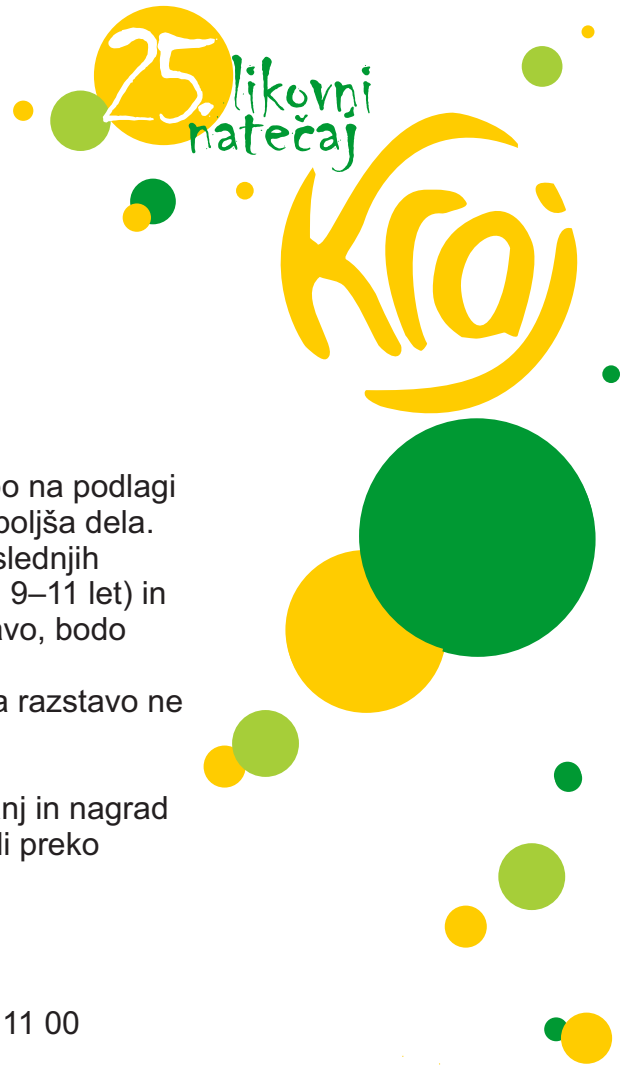 25. likovni
natečaj
Kraj
o na podlagi
boljša dela.
slednjih
9–11 let) in
avo, bodo
a razstavo ne
nj in nagrad
li preko
11 00